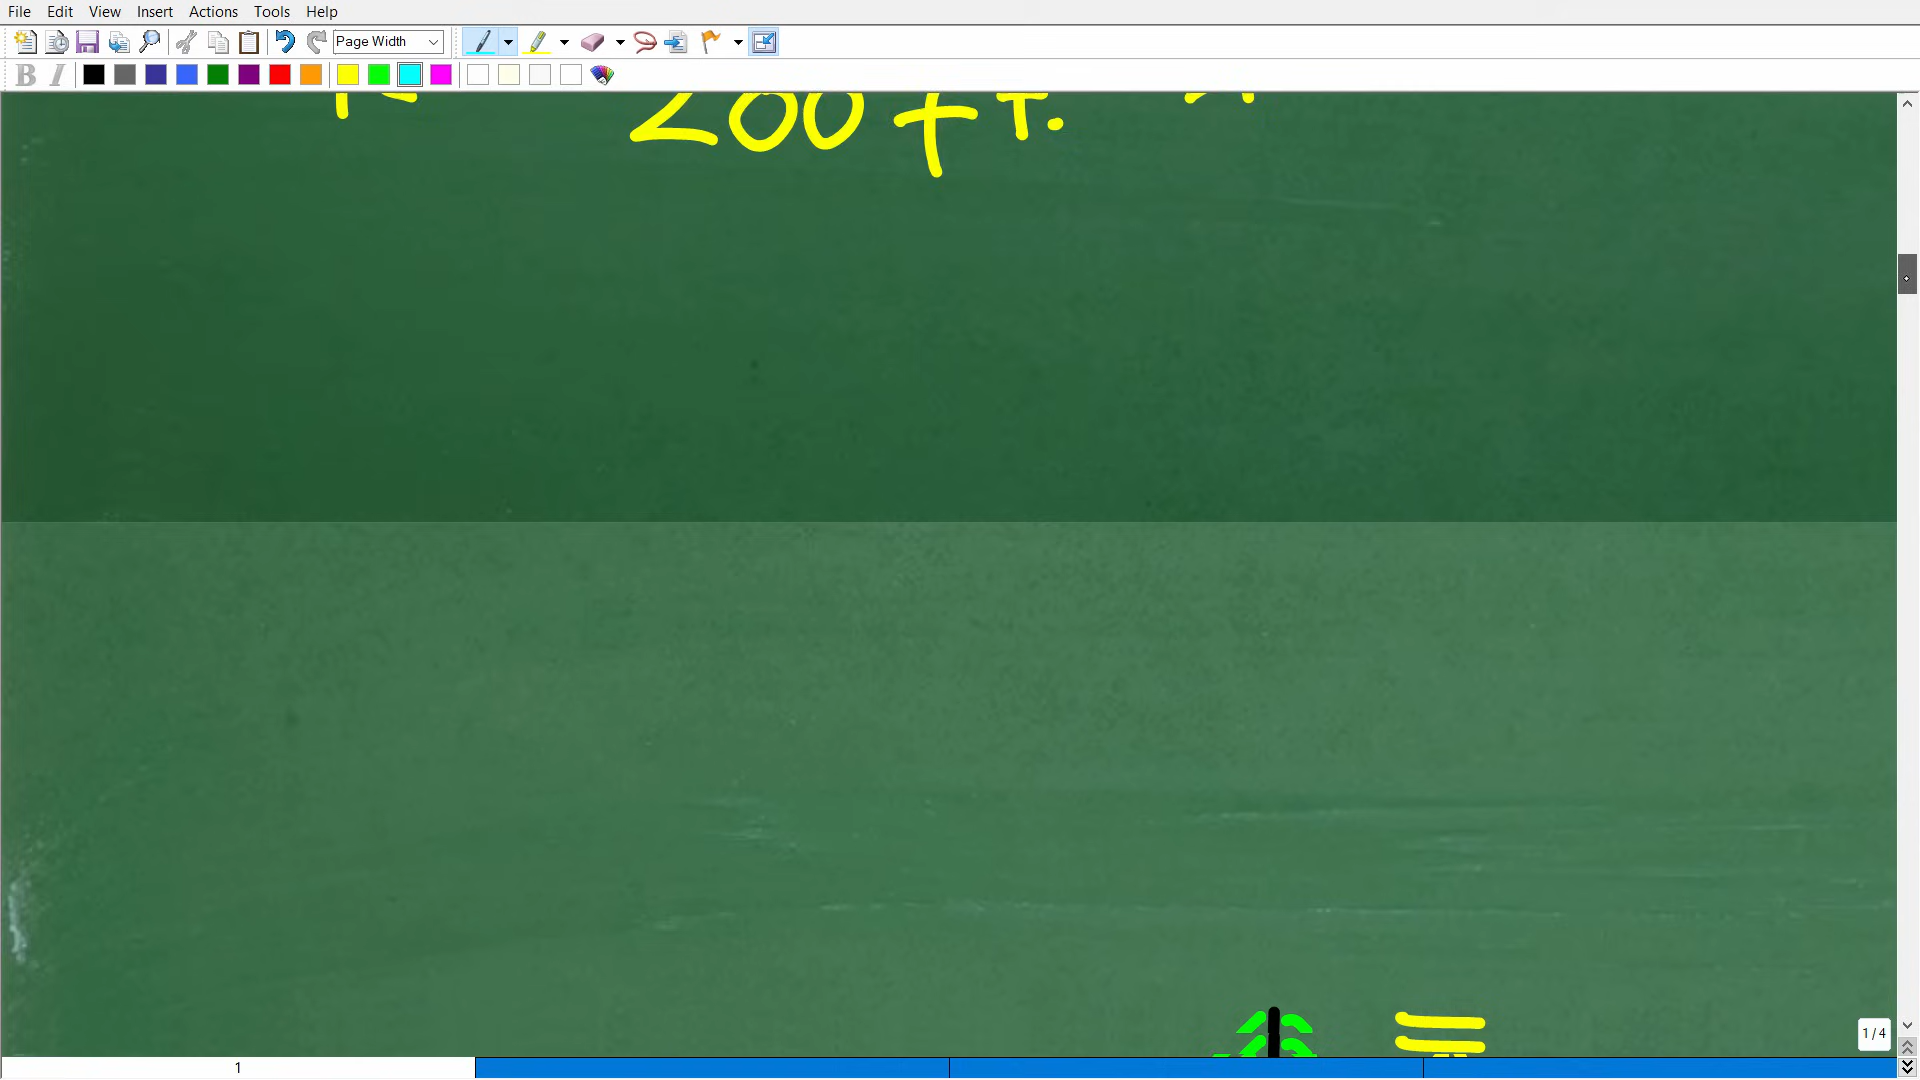 File Edit View Insert Actions Tools Help
Page Width
B I
200 ft.
1 / 4
1